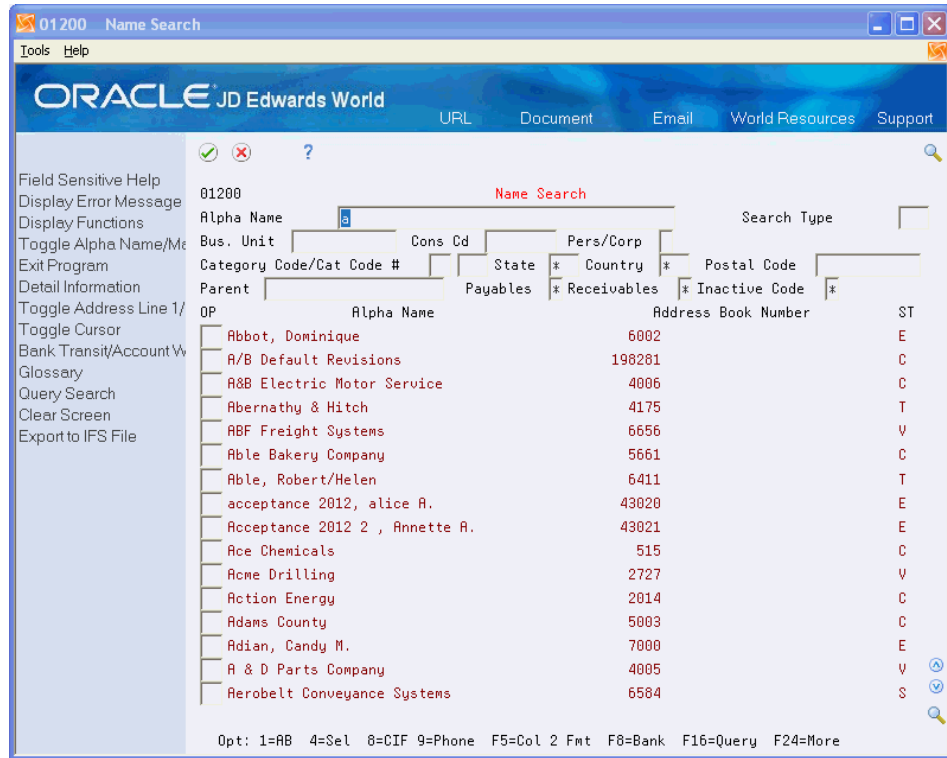 01200 Name Search
Tools Help
ORACLE JD Edwards World
URL Document Email World Resources Support
?
Field Sensitive Help
Display Error Message
Display Functions
Toggle Alpha Name/Ma
Exit Program
Detail Information
Toggle Address Line 1/
Toggle Cursor
Bank Transit/Account W
Glossary
Query Search
Clear Screen
Export to IFS File
01200 Name Search
Alpha Name a Search Type
Bus. Unit Cons Cd Pers/Corp
Category Code/Cat Code # State * Country * Postal Code
Parent Payables * Receivables * Inactive Code *
OP Alpha Name Address Book Number ST
Abbot, Dominique 6002 E
A/B Default Revisions 198281 C
A&B Electric Motor Service 4006 C
Abernathy & Hitch 4175 T
ABF Freight Systems 6656 V
Able Bakery Company 5661 C
Able, Robert/Helen 6411 T
acceptance 2012, alice A. 43020 E
Acceptance 2012 2 , Annette A. 43021 E
Ace Chemicals 515 C
Acme Drilling 2727 V
Action Energy 2014 C
Adams County 5003 C
Adian, Candy M. 7000 E
A & D Parts Company 4005 V
Aerobelt Conveyance Systems 6584 S
Opt: 1=AB 4=Sel 8=CIF 9=Phone F5=Col 2 Fmt F8=Bank F16=Query F24=More